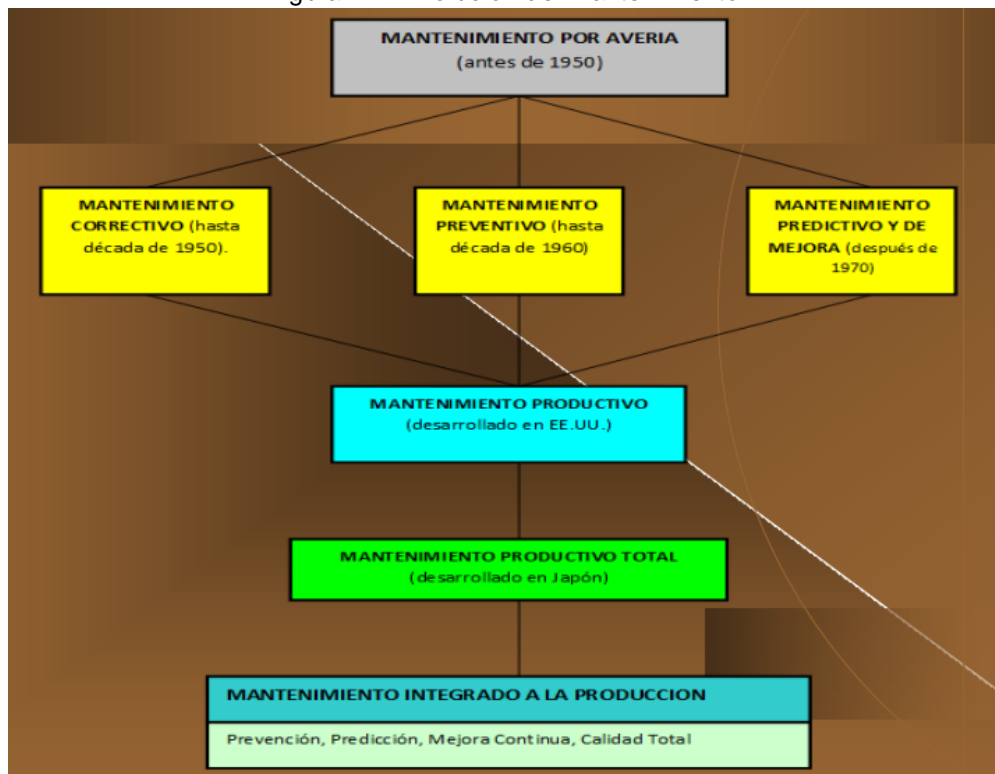 MANTENIMIENTO POR AVERIA
(antes de 1950)
MANTENIMIENTO
CORRECTIVO (hasta
década de 1950).
MANTENIMIENTO
PREVENTIVO (hasta
década de 1960)
MANTENIMIENTO
PREDICTIVO Y DE
MEJORA (después de
1970)
MANTENIMIENTO PRODUCTIVO
(desarrollado en EE.UU.)
MANTENIMIENTO PRODUCTIVO TOTAL
(desarrollado en Japón)
MANTENIMIENTO INTEGRADO A LA PRODUCCION
Prevención, Predicción, Mejora Continua, Calidad Total